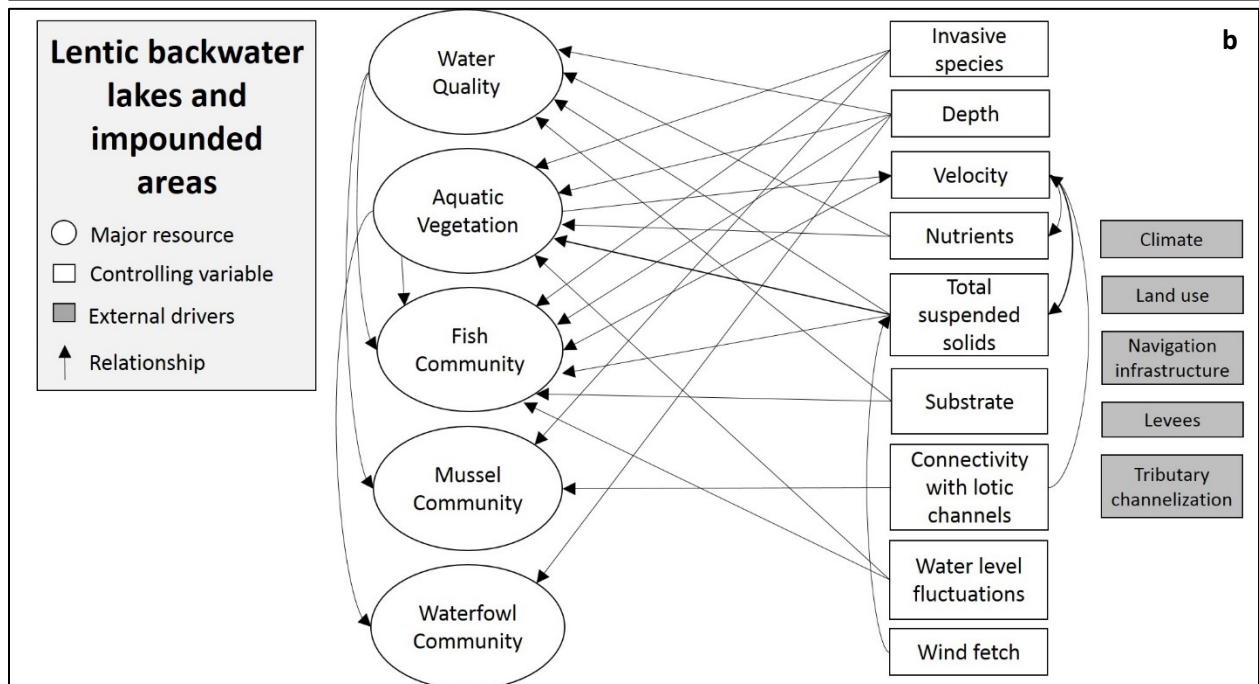 Lentic backwater
lakes and
impounded
areas
Major resource
Controlling variable
External drivers
Relationship
Water
Quality
Aquatic
Vegetation
Fish
Community
Mussel
Community
Waterfowl
Community
Invasive
species
Depth
Velocity
Nutrients
Total
suspended
solids
Substrate
Connectivity
with lotic
channels
Water level
fluctuations
Wind fetch
b
Climate
Land use
Navigation
infrastructure
Levees
Tributary
channelization